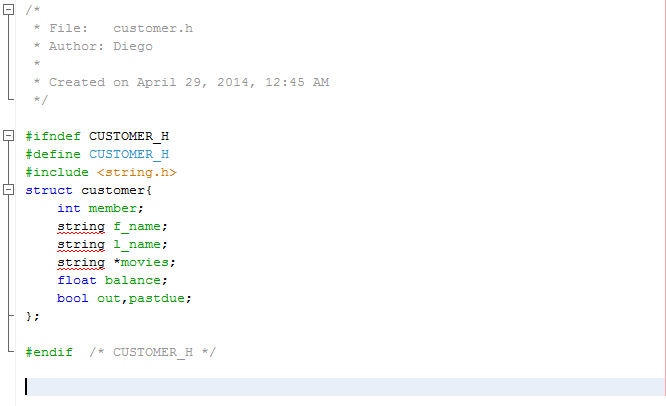 /*
 * File:   customer.h
 * Author: Diego
 *
 * Created on April 29, 2014, 12:45 AM
 */

#ifndef CUSTOMER_H
#define CUSTOMER_H
#include <string.h>
struct customer{
    int member;
    string f_name;
    string l_name;
    string *movies;
    float balance;
    bool out,pastdue;
};

#endif  /* CUSTOMER_H */